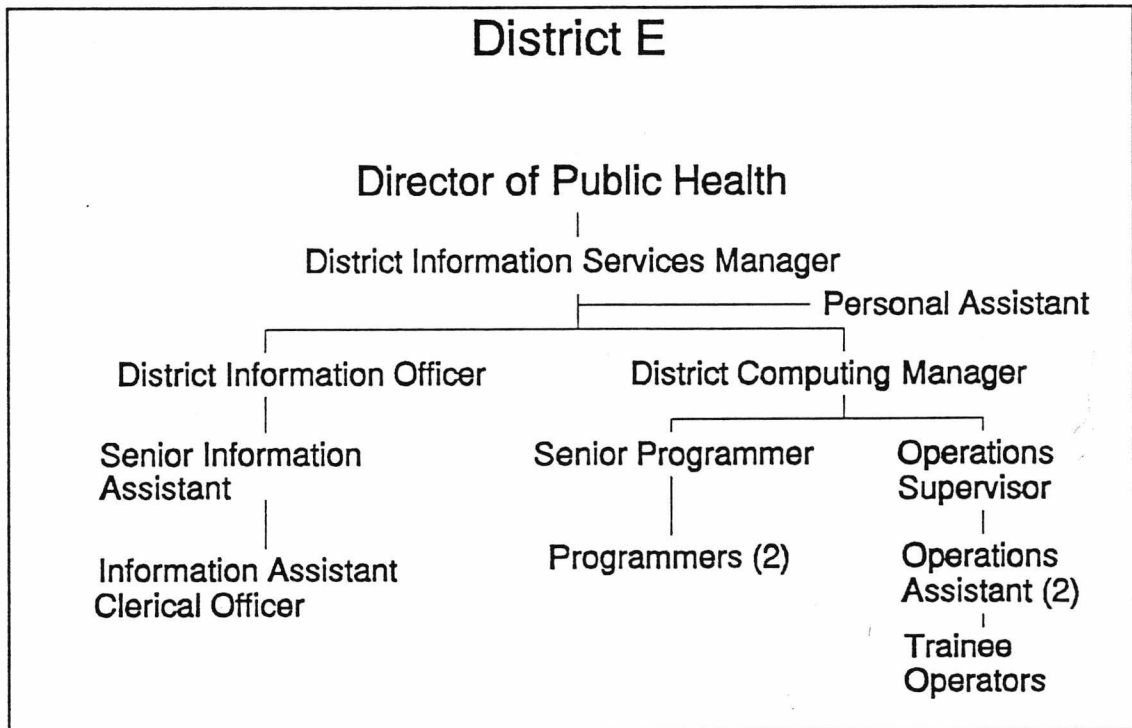 District E
Director of Public Health
District Information Services Manager
Personal Assistant
District Information Officer
District Computing Manager
Senior Information
Assistant
Senior Programmer
Operations
Supervisor
Information Assistant
Clerical Officer
Programmers (2)
Operations
Assistant (2)
Trainee
Operators